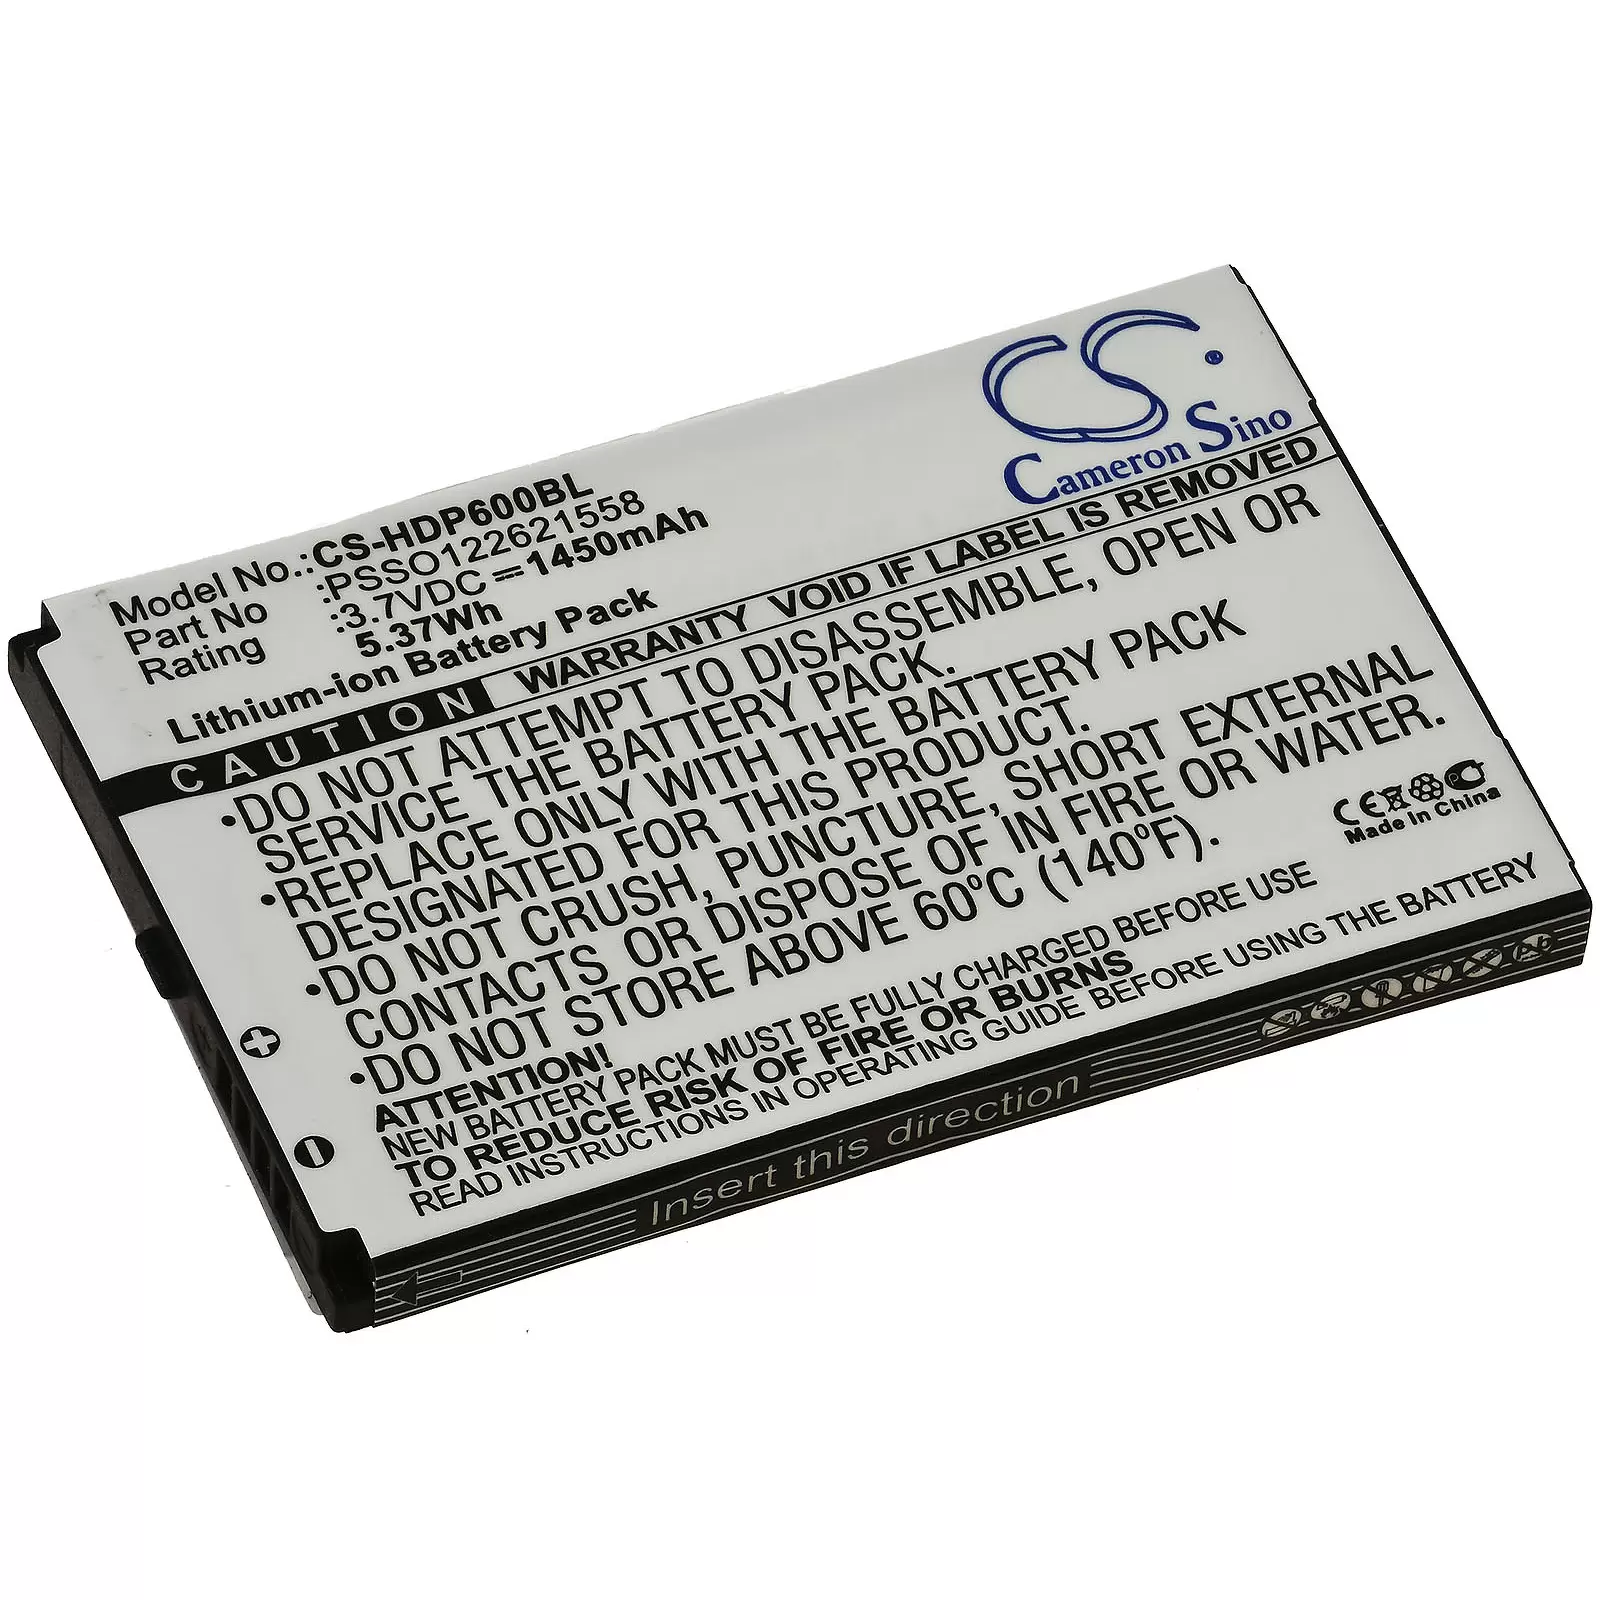 CS
Cameron Sino
Model No.:CS-HDP600BL
Part No :PSSO122621558
Rating :3.7VDC⎓1450mAh
5.37Wh
Lithium-ion Battery Pack
CAUTION WARRANTY VOID IF LABEL IS REMOVED
•DO NOT ATTEMPT TO DISASSEMBLE, OPEN OR
SERVICE THE BATTERY PACK.
•REPLACE ONLY WITH THE BATTERY PACK
DESIGNATED FOR THIS PRODUCT.
•DO NOT CRUSH, PUNCTURE, SHORT EXTERNAL
CONTACTS OR DISPOSE OF IN FIRE OR WATER.
•DO NOT STORE ABOVE 60°C (140°F).
CE
Made in China
ATTENTION!
NEW BATTERY PACK MUST BE FULLY CHARGED BEFORE USE
TO REDUCE RISK OF FIRE OR BURNS
READ INSTRUCTIONS IN OPERATING GUIDE BEFORE USING THE BATTERY
+
-
Insert this direction
Pb